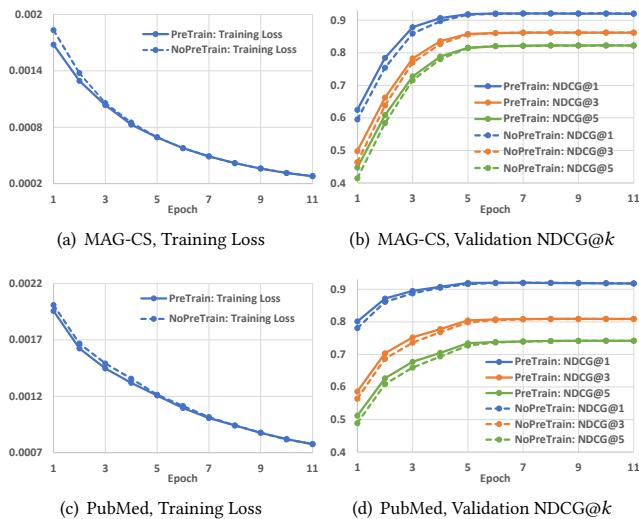 0.002
0.0014
0.0008
0.0002
PreTrain: Training Loss
NoPreTrain: Training Loss
1 3 5 7 9 11
Epoch
(a) MAG-CS, Training Loss
0.9
0.8
0.7
0.6
0.5
0.4
PreTrain: NDCG@1
PreTrain: NDCG@3
PreTrain: NDCG@5
NoPreTrain: NDCG@1
NoPreTrain: NDCG@3
NoPreTrain: NDCG@5
1 3 5 7 9 11
Epoch
(b) MAG-CS, Validation NDCG@k
0.0022
0.0017
0.0012
0.0007
PreTrain: Training Loss
NoPreTrain: Training Loss
1 3 5 7 9 11
Epoch
(c) PubMed, Training Loss
0.9
0.8
0.7
0.6
0.5
0.4
PreTrain: NDCG@1
PreTrain: NDCG@3
PreTrain: NDCG@5
NoPreTrain: NDCG@1
NoPreTrain: NDCG@3
NoPreTrain: NDCG@5
1 3 5 7 9 11
Epoch
(d) PubMed, Validation NDCG@k